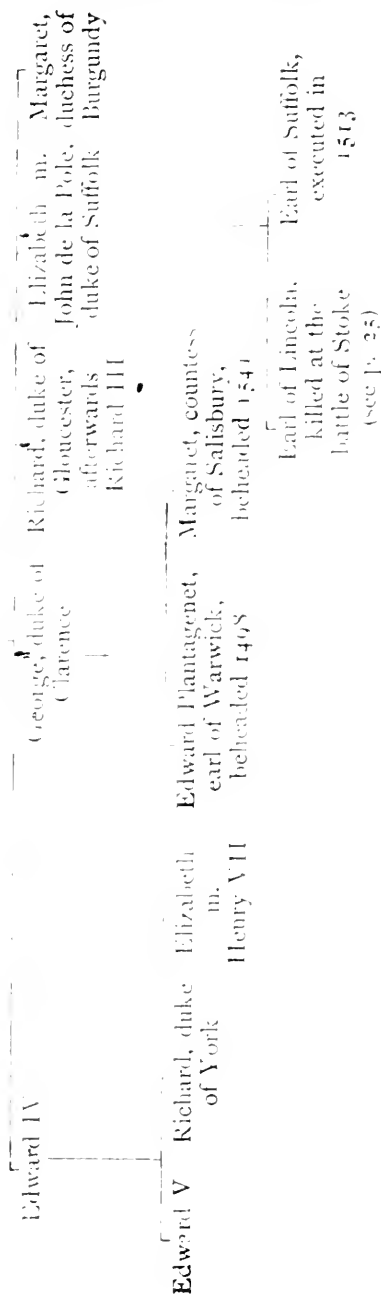 Edward IV
George, duke of
Clarence
Richard, duke of
Gloucester,
afterwards
Richard III
Elizabeth m.
John de la Pole,
duke of Suffolk
Margaret,
duchess of
Burgundy
Edward V
Richard, duke
of York
Elizabeth
m.
Henry VII
Edward Plantagenet,
earl of Warwick,
beheaded 1498
Margaret, countess
of Salisbury,
beheaded 1541
Earl of Lincoln,
killed at the
battle of Stoke
(see p. 25)
Earl of Suffolk,
executed in
1513